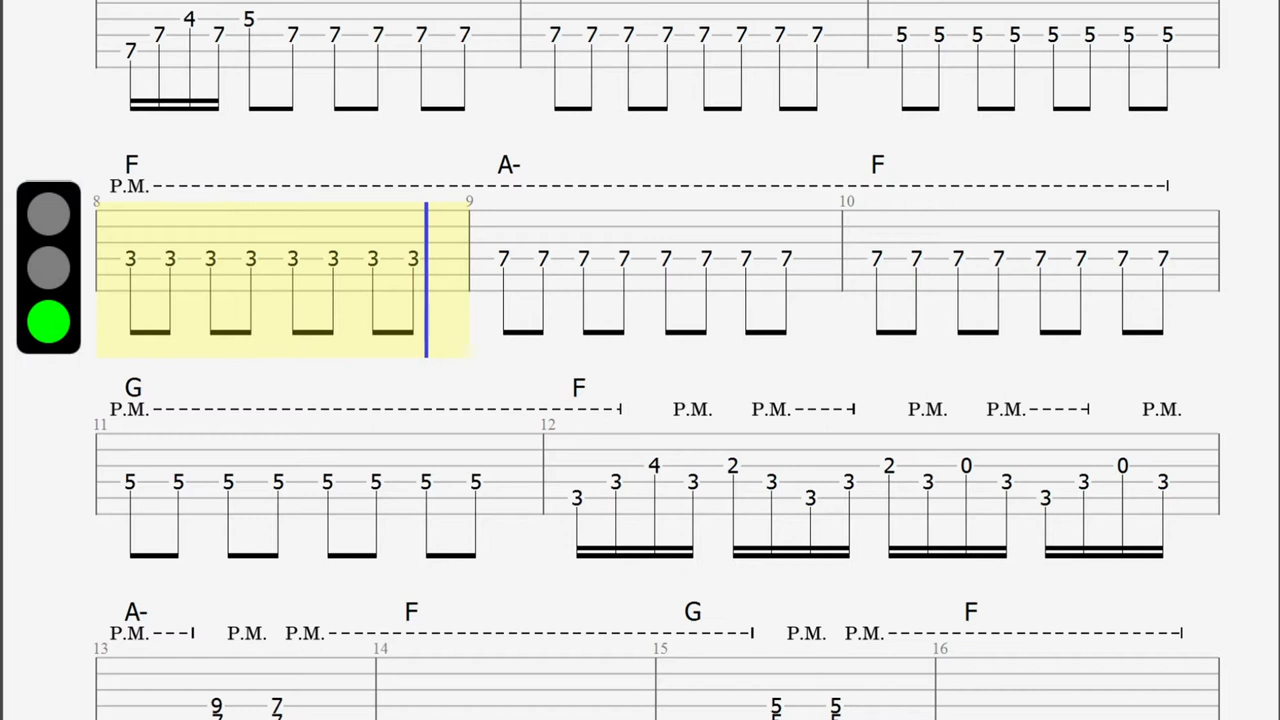 4 5
7 7 7 7 7 7 7 7 7 7 7 7 7 7 7 5 5 5 5 5 5 5 5
7
F A- F
P.M.
8 9 10
3 3 3 3 3 3 3 3 7 7 7 7 7 7 7 7 7 7 7 7 7 7 7 7
G F
P.M. P.M. P.M. P.M. P.M. P.M.
11 12
4 2 2 0 0
5 5 5 5 5 5 5 5 3 3 3 3 3 3 3 3
3 3 3
A- F G F
P.M. P.M. P.M. P.M. P.M.
13 14 15 16
9 7 5 5